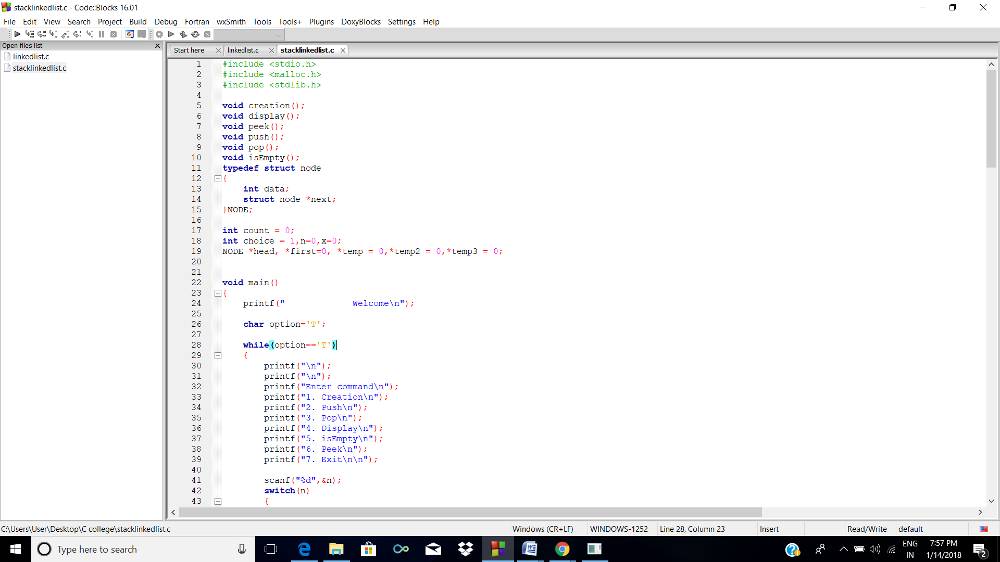 stacklinkedlist.c - Code::Blocks 16.01
File Edit View Search Project Build Debug Fortran wxSmith Tools Tools+ Plugins DoxyBlocks Settings Help
Open files list
linkedlist.c
stacklinkedlist.c
Start here linkedlist.c stacklinkedlist.c
1 #include <stdio.h>
2 #include <malloc.h>
3 #include <stdlib.h>
4
5 void creation();
6 void display();
7 void peek();
8 void push();
9 void pop();
10 void isEmpty();
11 typedef struct node
12 {
13     int data;
14     struct node *next;
15 }NODE;
16
17 int count = 0;
18 int choice = 1,n=0,x=0;
19 NODE *head, *first=0, *temp = 0,*temp2 = 0,*temp3 = 0;
20
21
22 void main()
23 {
24     printf("             Welcome\n");
25
26     char option='T';
27
28     while(option=='T')
29     {
30         printf("\n");
31         printf("\n");
32         printf("Enter command\n");
33         printf("1. Creation\n");
34         printf("2. Push\n");
35         printf("3. Pop\n");
36         printf("4. Display\n");
37         printf("5. isEmpty\n");
38         printf("6. Peek\n");
39         printf("7. Exit\n\n");
40
41         scanf("%d",&n);
42         switch(n)
43         {
C:\Users\User\Desktop\C college\stacklinkedlist.c Windows (CR+LF) WINDOWS-1252 Line 28, Column 23 Insert Read/Write default
Type here to search
ENG
IN
7:57 PM
1/14/2018
2